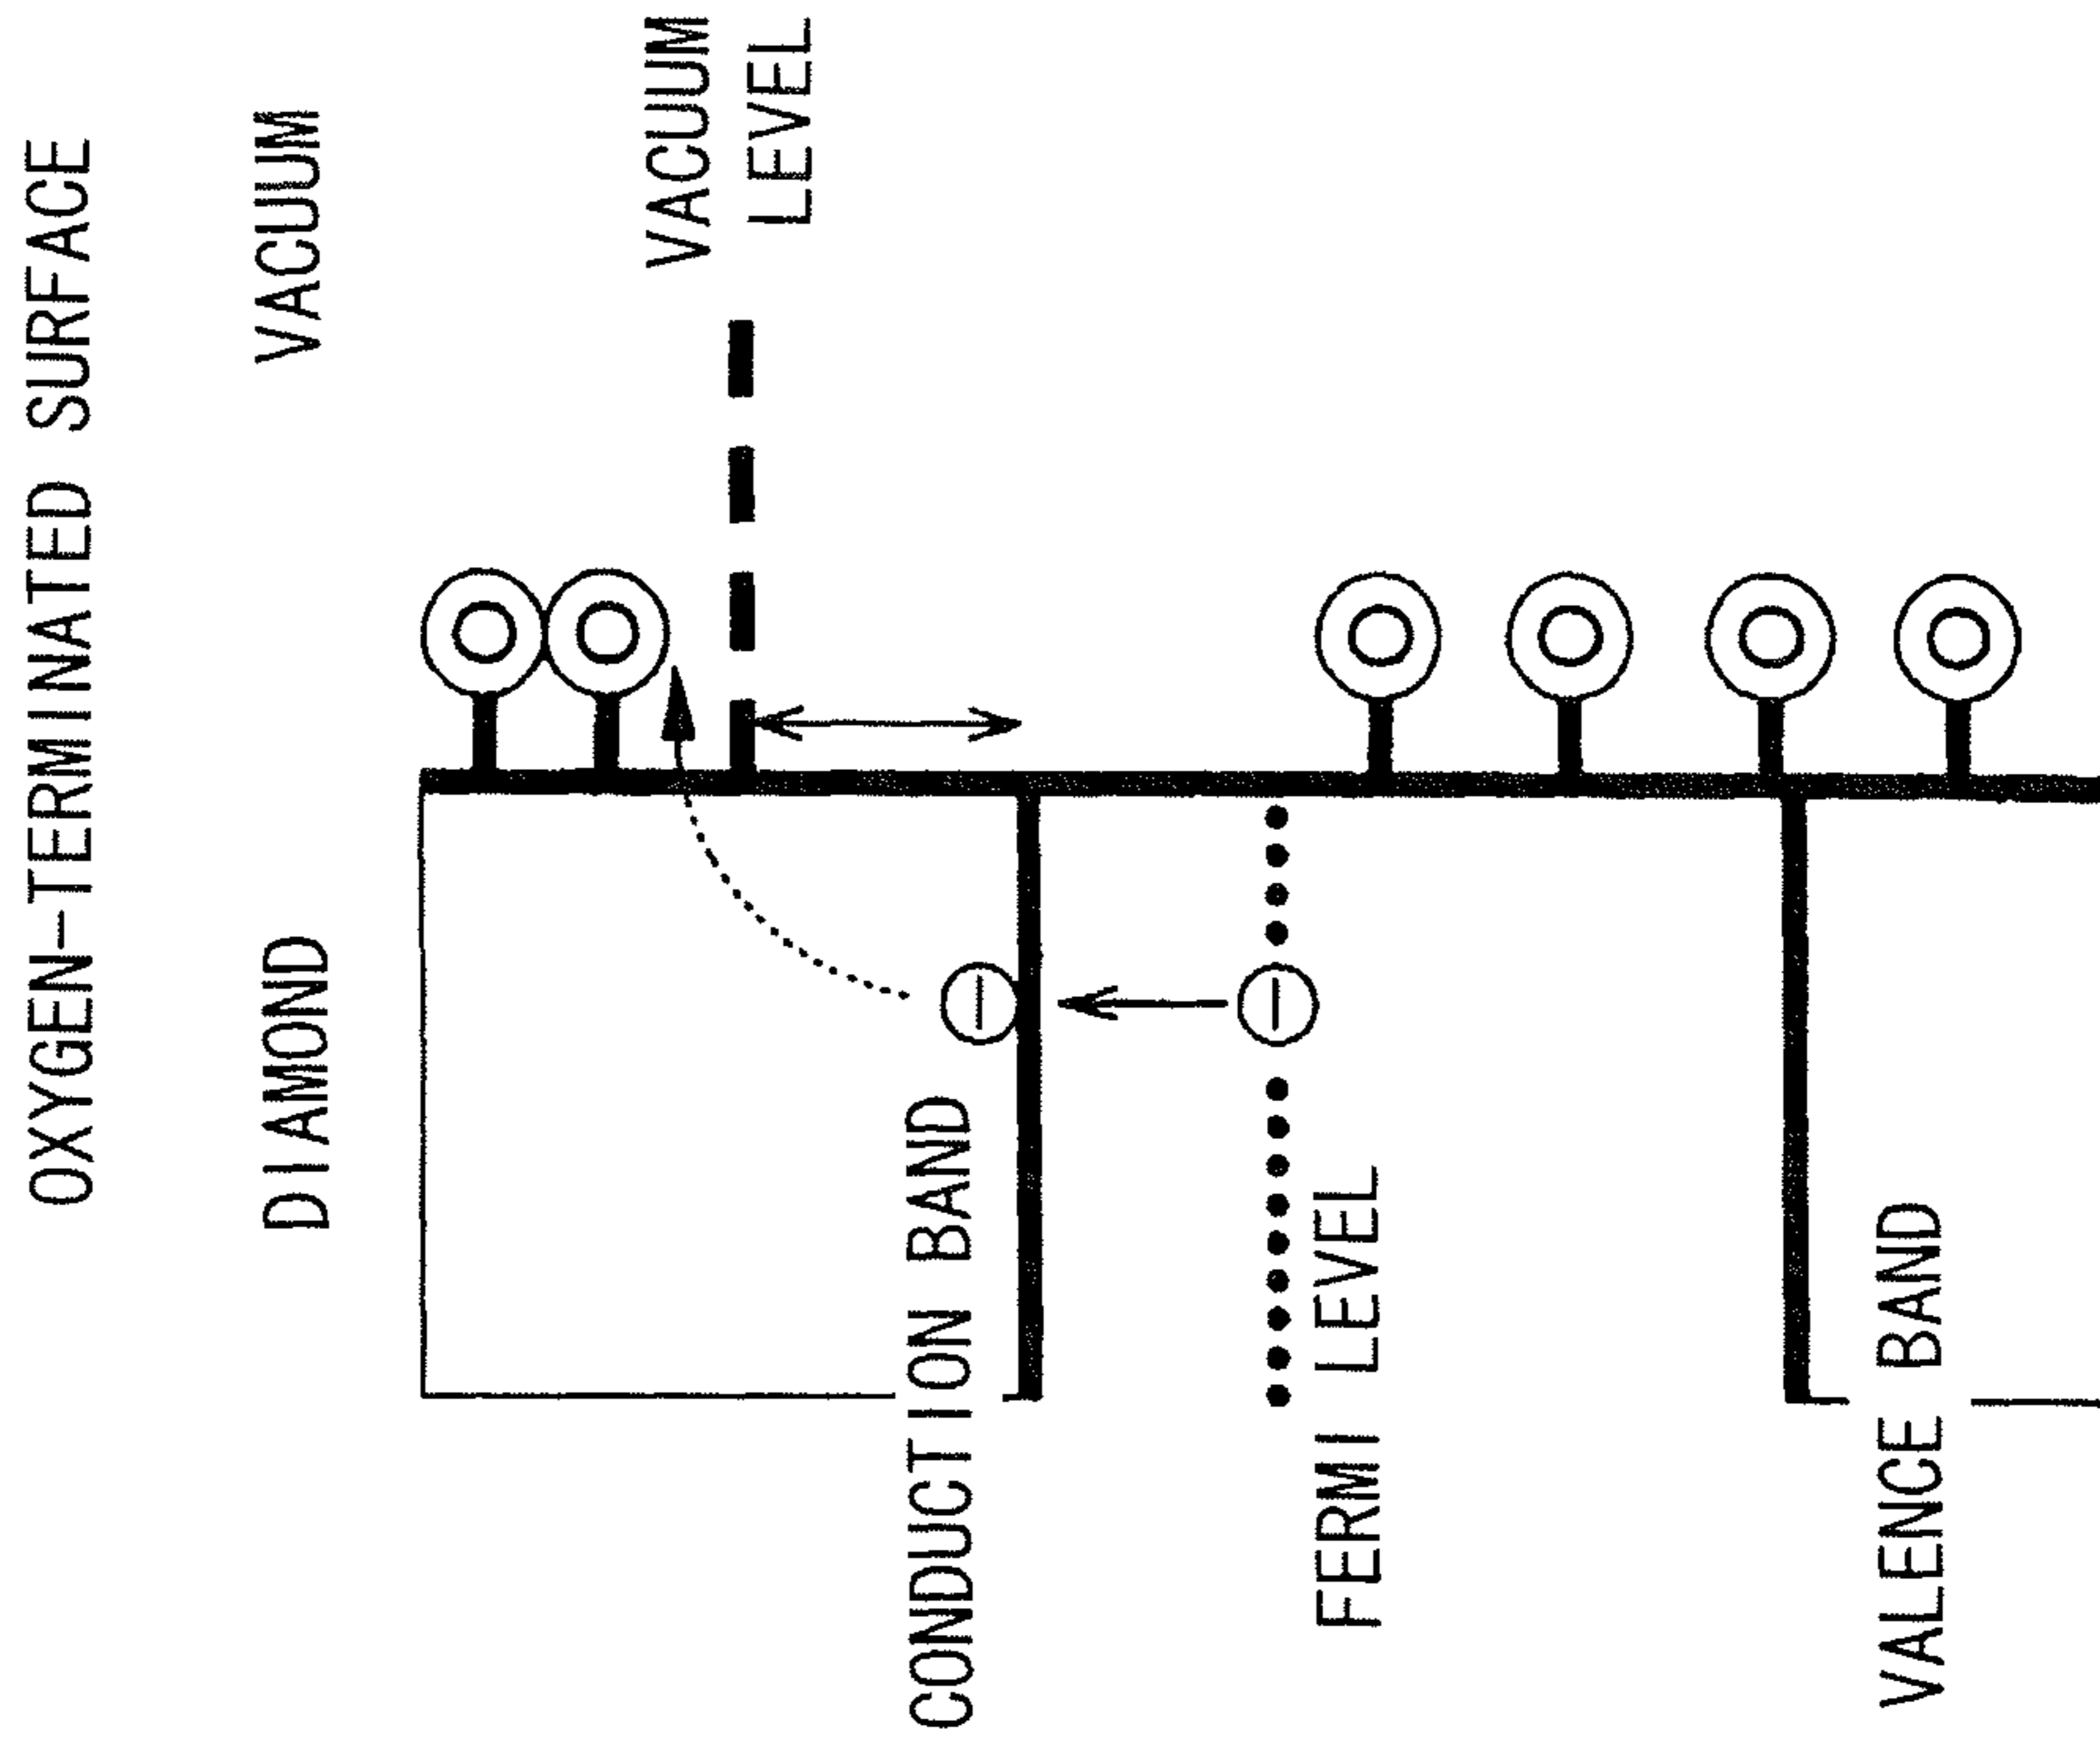 OXYGEN-TERMINATED SURFACE
DIAMOND
VACUUM
VACUUM
LEVEL
CONDUCTION BAND
FERMI LEVEL
VALENCE BAND